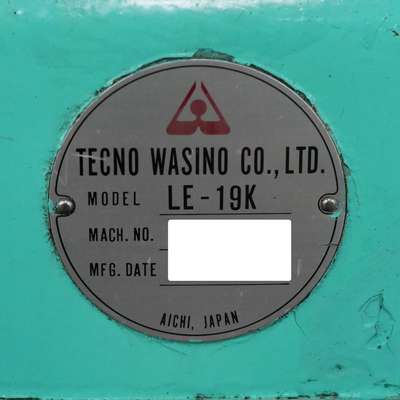 TECNO WASINO CO., LTD.
MODEL LE-19K
MACH. NO.
MFG. DATE
AICHI, JAPAN